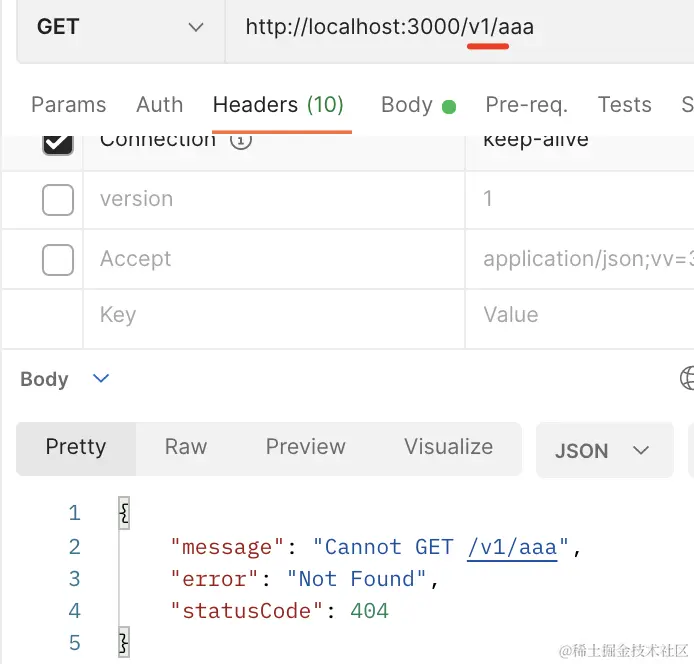 GET http://localhost:3000/v1/aaa
Params Auth Headers (10) Body Pre-req. Tests S
Connection keep-alive
version 1
Accept application/json;vv=3
Key Value
Body
Pretty Raw Preview Visualize JSON
1 {
2 "message": "Cannot GET /v1/aaa",
3 "error": "Not Found",
4 "statusCode": 404
5 }
@稀土掘金技术社区